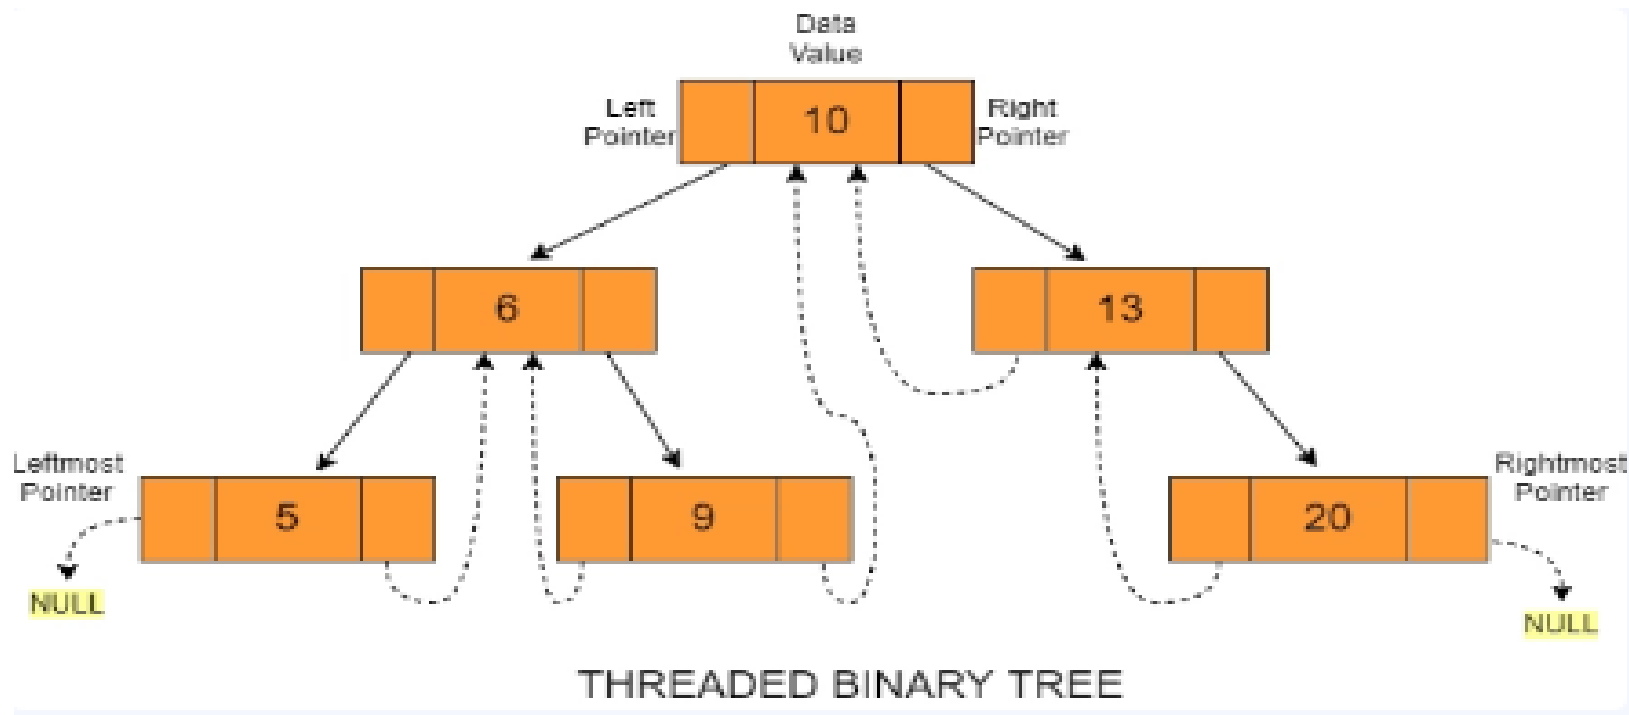 Data
Value
Left
Pointer
10
Right
Pointer
6
13
Leftmost
Pointer
5
9
20
Rightmost
Pointer
NULL
NULL
THREADED BINARY TREE